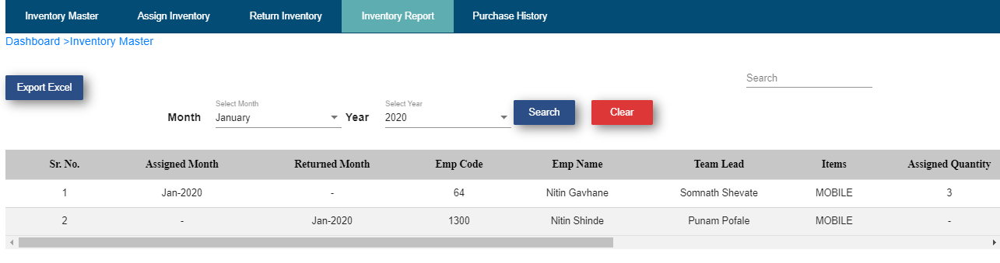 Inventory Master Assign Inventory Return Inventory Inventory Report Purchase History
Dashboard >Inventory Master
Search
Export Excel
Select Month Select Year
Month January Year 2020 Search Clear
Sr. No. Assigned Month Returned Month Emp Code Emp Name Team Lead Items Assigned Quantity
1 Jan-2020 - 64 Nitin Gavhane Somnath Shevate MOBILE 3
2 - Jan-2020 1300 Nitin Shinde Punam Pofale MOBILE -